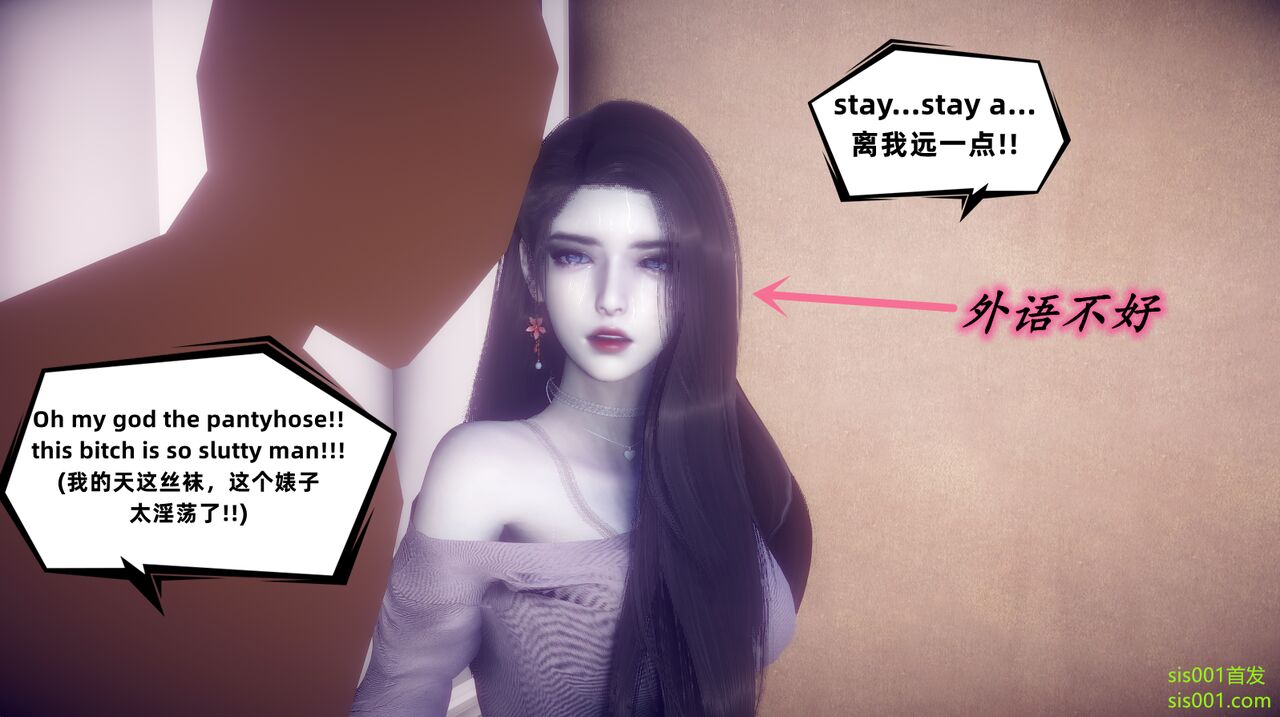 stay...stay a...
离我远一点!!
外语不好
Oh my god the pantyhose!!
this bitch is so slutty man!!!
(我的天这丝袜，这个婊子
太淫荡了!!)
sis001首发
sis001.com